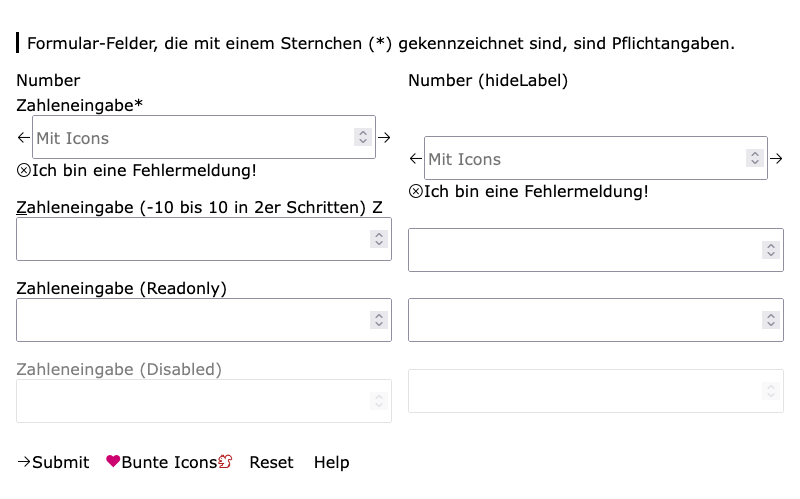 Formular-Felder, die mit einem Sternchen (*) gekennzeichnet sind, sind Pflichtangaben.
Number
Zahleneingabe*
Mit Icons
Ich bin eine Fehlermeldung!
Zahleneingabe (-10 bis 10 in 2er Schritten) Z
Zahleneingabe (Readonly)
Zahleneingabe (Disabled)
Number (hideLabel)
Mit Icons
Ich bin eine Fehlermeldung!
Submit Bunte Icons Reset Help